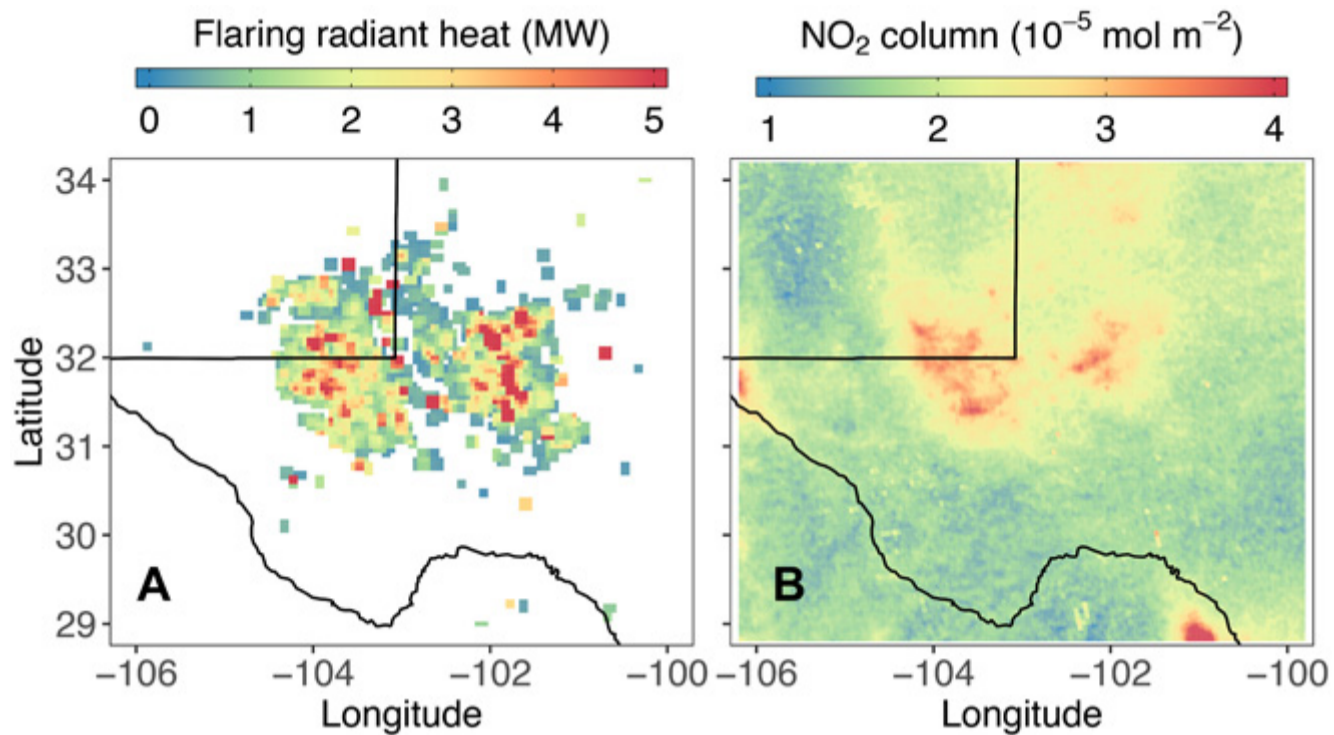 Flaring radiant heat (MW)
0 1 2 3 4 5
NO₂ column (10⁻⁵ mol m⁻²)
1 2 3 4
Latitude
34
33
32
31
30
29
A
−106 −104 −102 −100
Longitude
B
−106 −104 −102 −100
Longitude